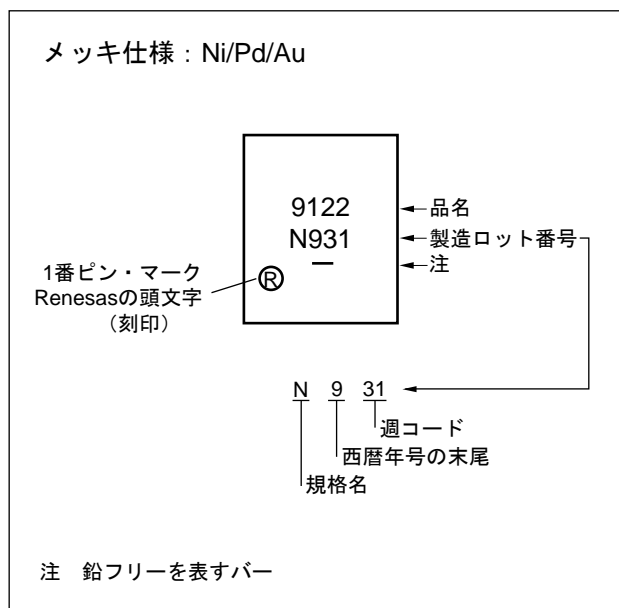 メッキ仕様：Ni/Pd/Au
9122
N931
品名
製造ロット番号
注
1番ピン・マーク
Renesasの頭文字
（刻印）
R
N 9 31
週コード
西暦年号の末尾
規格名
注 鉛フリーを表すバー